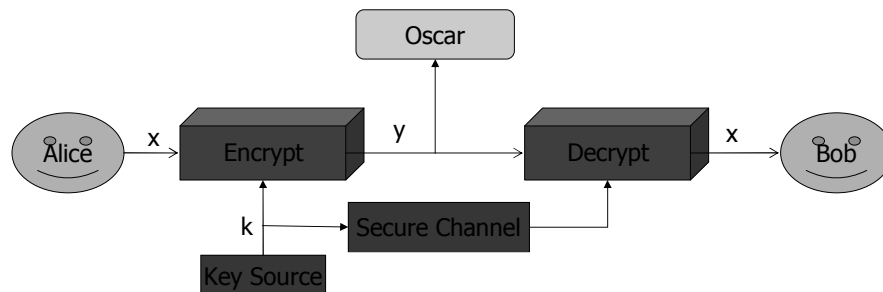 Oscar
Alice
x
Encrypt
y
Decrypt
x
Bob
k
Secure Channel
Key Source